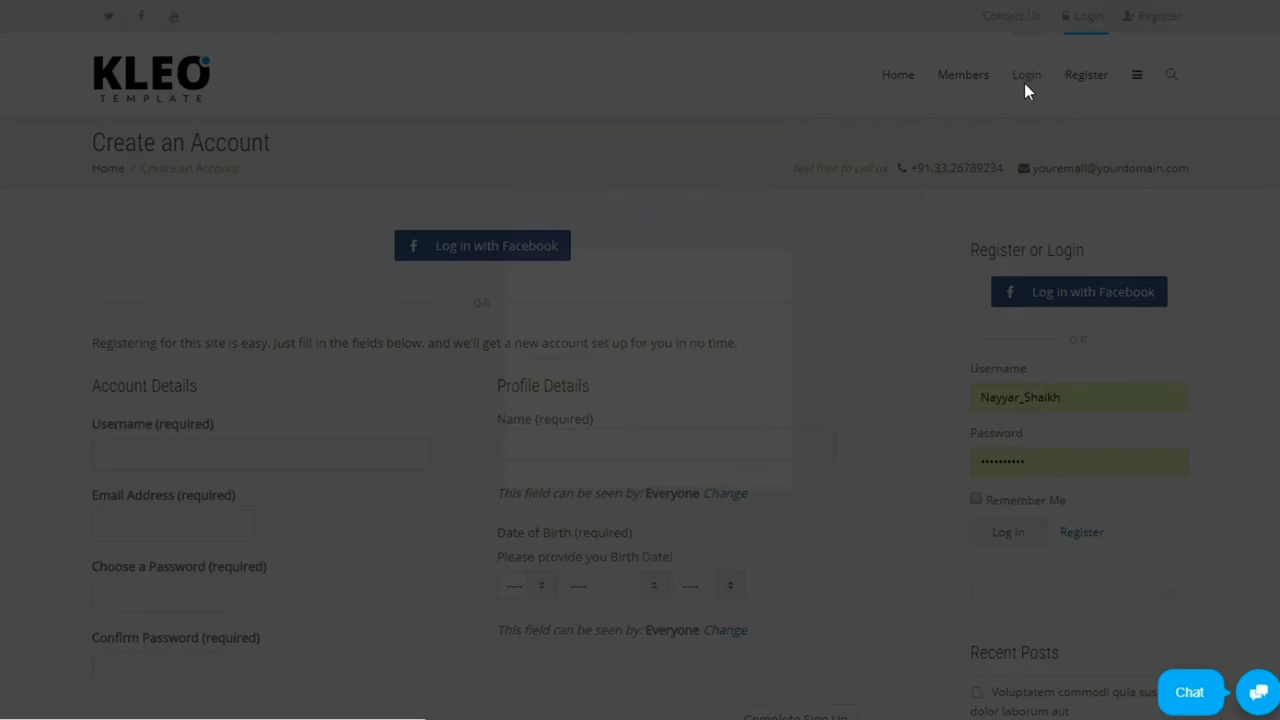 Contact Us Login Register
KLEO
TEMPLATE
Home Members Login Register
Create an Account
Home / Create an Account
feel free to call us +91.33.26789234 youremail@yourdomain.com
Log in with Facebook
OR
Registering for this site is easy. Just fill in the fields below, and we'll get a new account set up for you in no time.
Account Details
Username (required)
Email Address (required)
Choose a Password (required)
Confirm Password (required)
Profile Details
Name (required)
This field can be seen by: Everyone Change
Date of Birth (required)
Please provide you Birth Date!
---- ---- ----
This field can be seen by: Everyone Change
Complete Sign Up
Register or Login
Log in with Facebook
OR
Username
Nayyar_Shaikh
Password
••••••••••
Remember Me
Log in Register
Recent Posts
Voluptatem commodi quia sus
dolor laborum aut
Chat